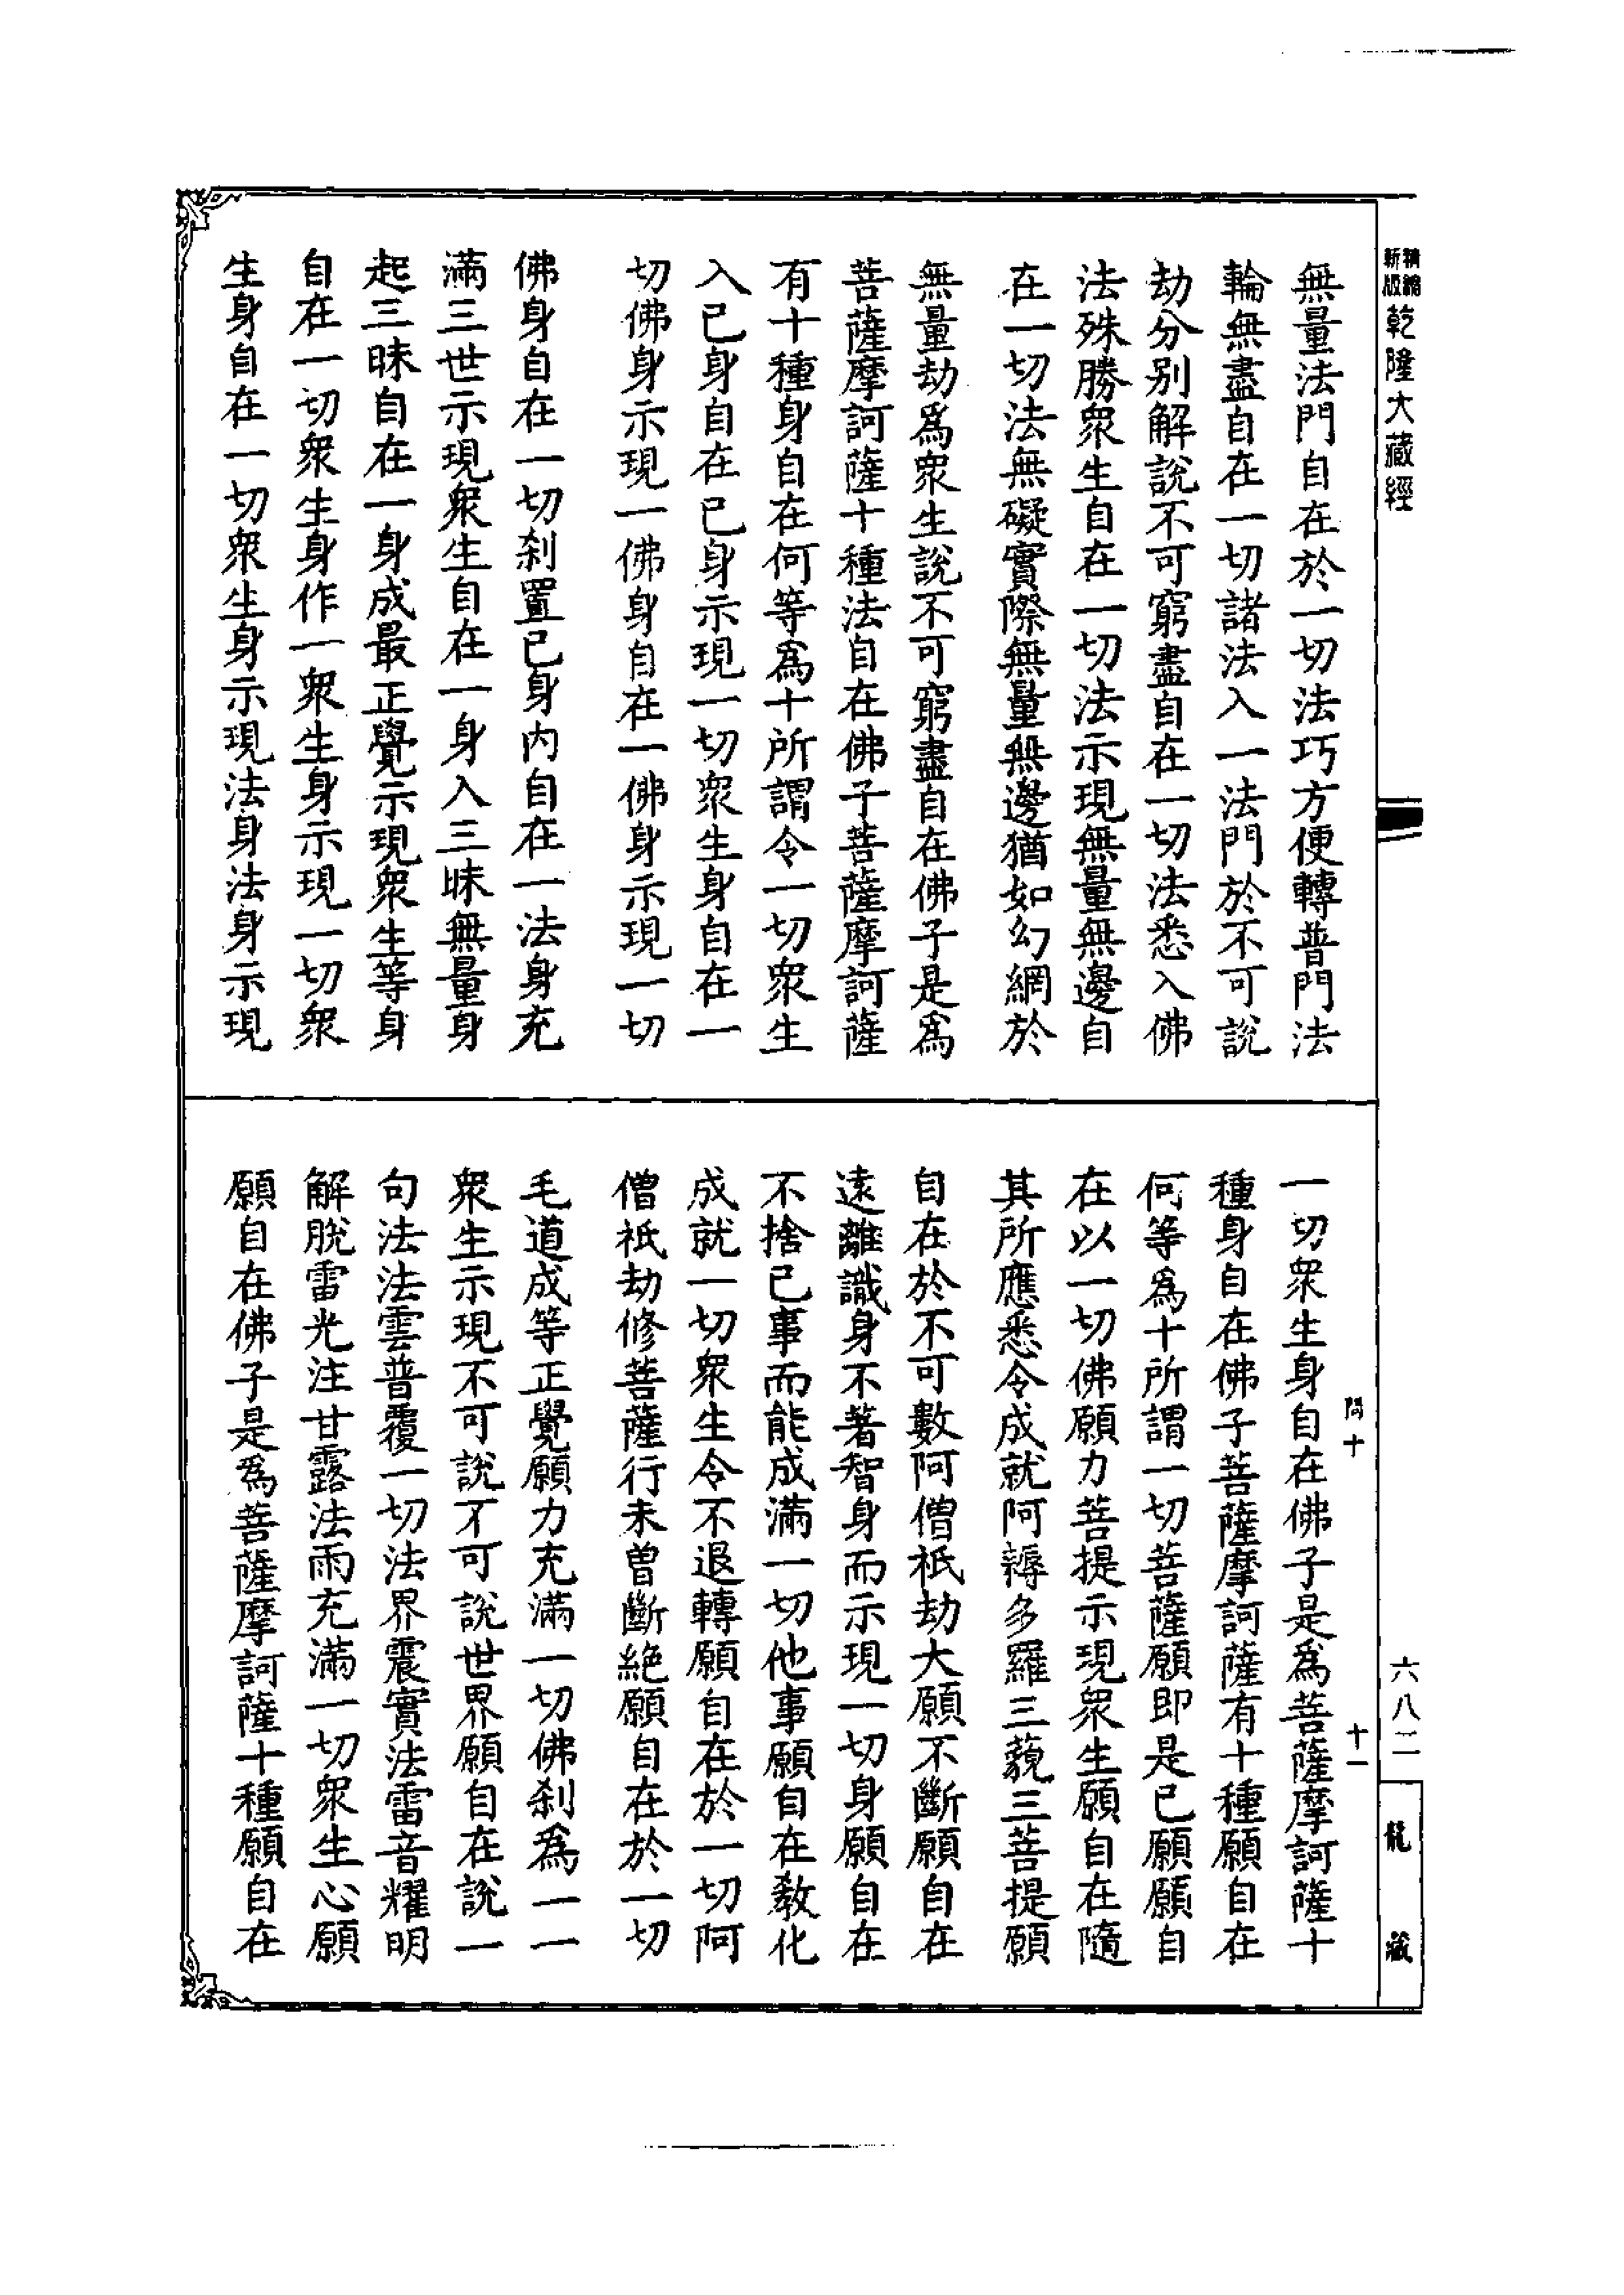 精縮
新版
乾隆大藏經
無量法門自在於一切法巧方便轉普門法
輪無盡自在一切諸法入一法門於不可說
劫分別解說不可窮盡自在一切法悉入佛
法殊勝衆生自在一切法示現無量無邊自
在一切法無礙實際無量無邊猶如幻網於
無量劫爲衆生說不可窮盡自在佛子是爲
菩薩摩訶薩十種法自在佛子菩薩摩訶薩
有十種身自在何等爲十所謂令一切衆生
入已身自在已身示現一切衆生身自在一
切佛身示現一佛身自在一佛身示現一切
佛身自在一切刹置已身内自在一法身充
滿三世示現衆生自在一身入三昧無量身
起三昧自在一身成最正覺示現衆生等身
自在一切衆生身作一衆生身示現一切衆
生身自在一切衆生身示現法身法身示現
一切衆生身自在佛子是爲菩薩摩訶薩十
種身自在佛子菩薩摩訶薩有十種願自在
何等爲十所謂一切菩薩願即是已願願自
在以一切佛願力菩提示現衆生願自在隨
其所應悉令成就阿耨多羅三藐三菩提願
自在於不可數阿僧祇劫大願不斷願自在
遠離識身不著智身而示現一切身願自在
不捨已事而能成滿一切他事願自在教化
成就一切衆生令不退轉願自在於一切阿
僧祇劫修菩薩行未曾斷絶願自在於一切
毛道成等正覺願力充滿一切佛刹爲一一
衆生示現不可說不可說世界願自在說一
句法法雲普覆一切法界震實法雷音耀明
解脫雷光注甘露法雨充滿一切衆生心願
願自在佛子是爲菩薩摩訶薩十種願自在
十
十一
六八二
龍藏